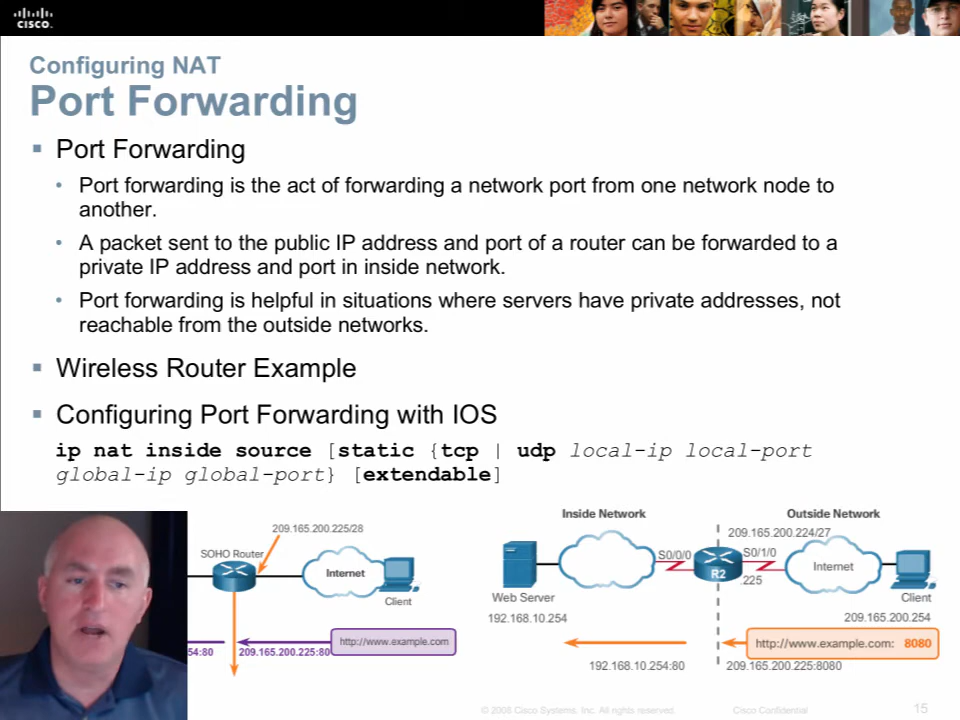 CISCO
Configuring NAT
Port Forwarding
Port Forwarding
Port forwarding is the act of forwarding a network port from one network node to
another.
A packet sent to the public IP address and port of a router can be forwarded to a
private IP address and port in inside network.
Port forwarding is helpful in situations where servers have private addresses, not
reachable from the outside networks.
Wireless Router Example
Configuring Port Forwarding with IOS
ip nat inside source [static {tcp | udp local-ip local-port
global-ip global-port} [extendable]
209.165.200.225/28
SOHO Router
Internet
Client
54:80
209.165.200.225:80
http://www.example.com
Inside Network
Outside Network
209.165.200.224/27
S0/0/0
S0/1/0
R2
.225
Internet
Web Server
Client
192.168.10.254
209.165.200.254
http://www.example.com: 8080
192.168.10.254:80
209.165.200.225:8080
© 2008 Cisco Systems, Inc. All rights reserved.
Cisco Confidential
15